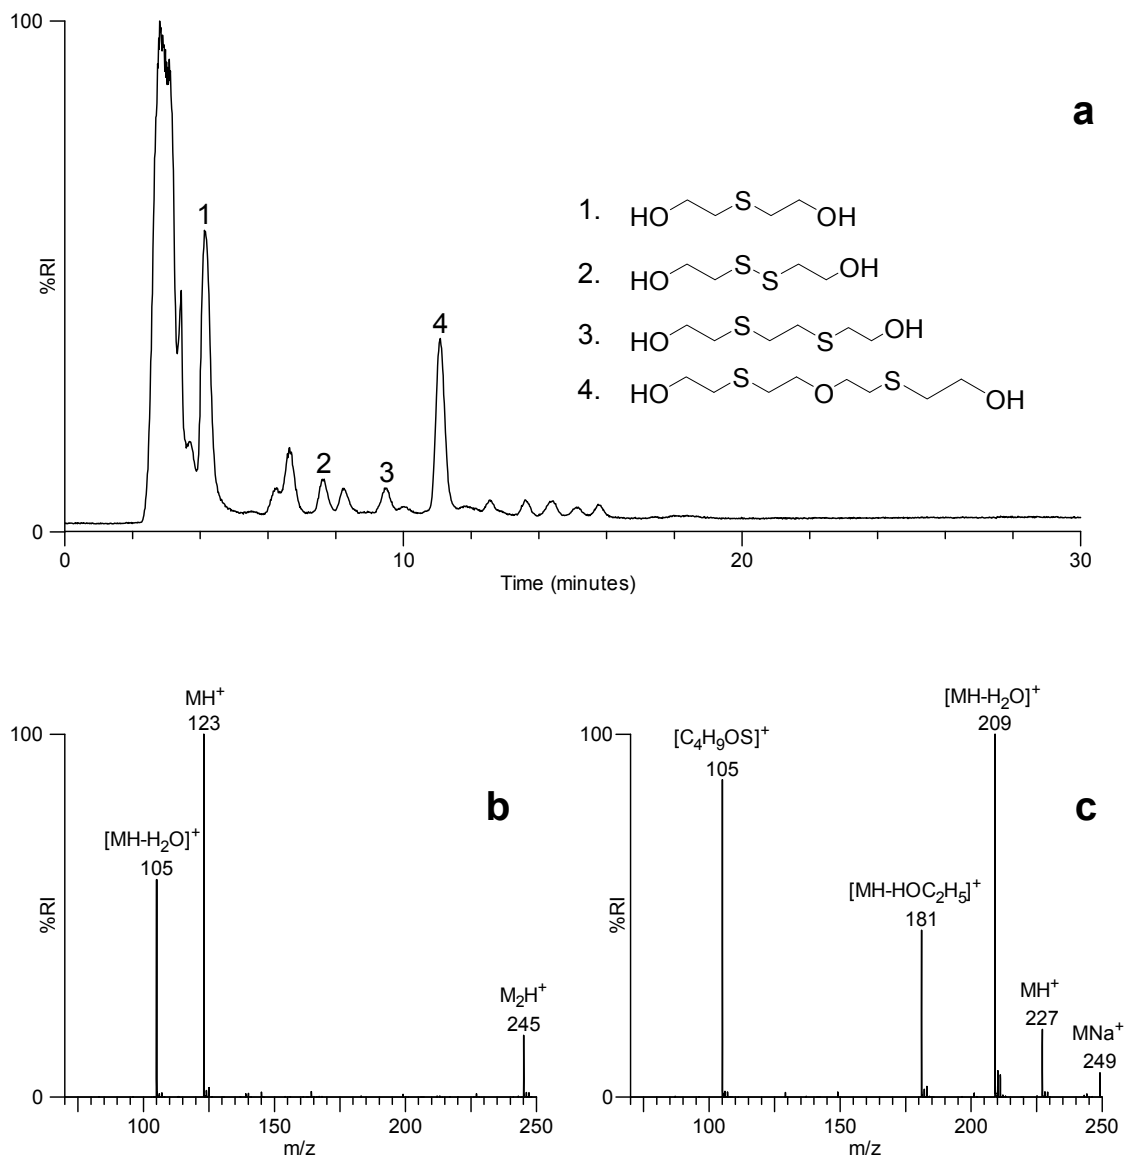 100
a
1
1. HO S OH
2. HO S S OH
%RI
4
3. HO S S OH
4. HO S O S OH
2
3
0
0 10 20 30
Time (minutes)
MH⁺
[MH-H₂O]⁺
100
123
100
209
[C₄H₉OS]⁺
105
b
c
[MH-H₂O]⁺
105
[MH-HOC₂H₅]⁺
%RI
%RI
181
M₂H⁺
MH⁺
245
227
MNa⁺
249
0
0
100 150 200 250
100 150 200 250
m/z
m/z